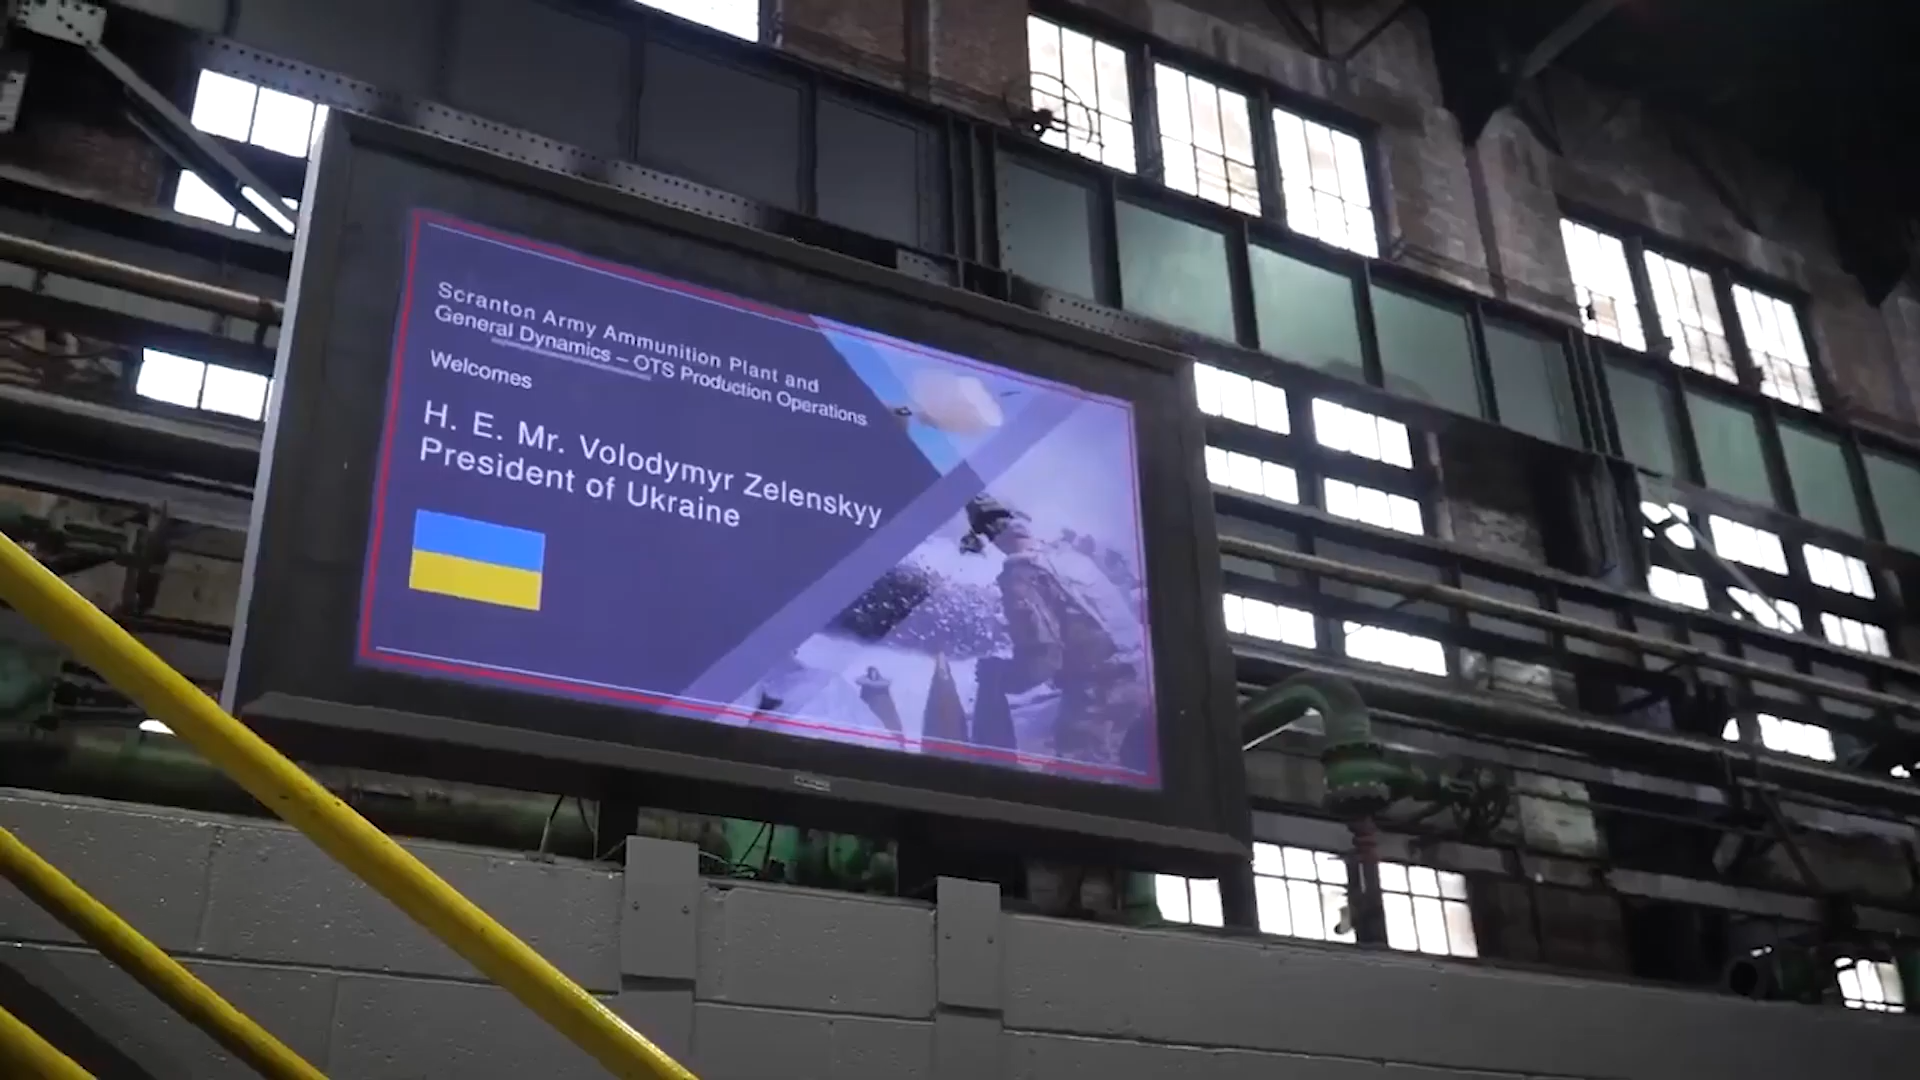 Scranton Army Ammunition Plant and
General Dynamics – OTS Production Operations
Welcomes
H. E. Mr. Volodymyr Zelenskyy
President of Ukraine